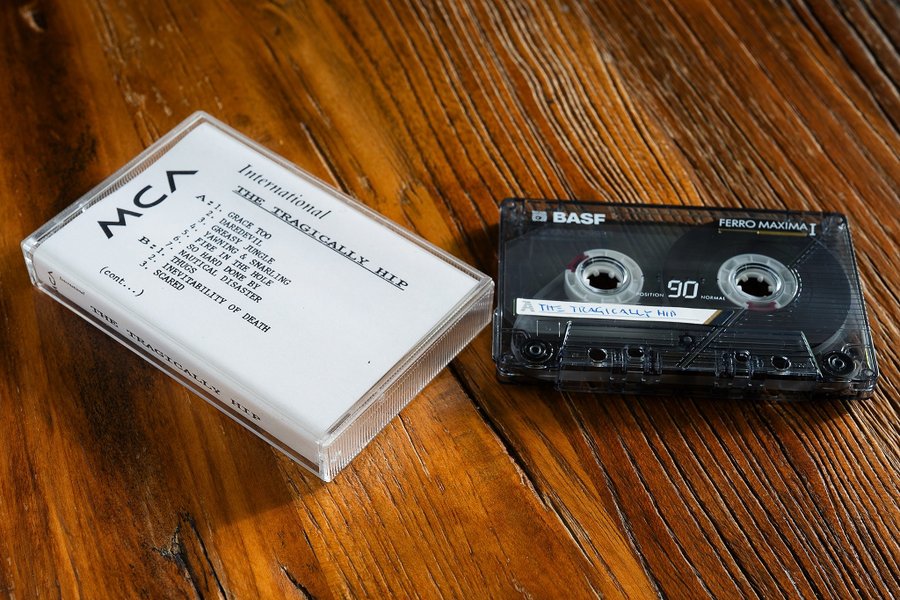 MCA
International
THE TRAGICALLY HIP
A: 1. GRACE TOO
2. DAREDEVIL
3. GREASY JUNGLE
4. YAWNING & SNARLING
5. FIRE IN THE HOLE
6. SO HARD DONE BY
7. NAUTICAL DISASTER
B: 1. THUGS
2. INEVITABILITY OF DEATH
3. SCARED
(cont...)
THE TRAGICALLY HIP
BASF
FERRO MAXIMA I
POSITION 90 NORMAL
A THE TRAGICALLY HIP